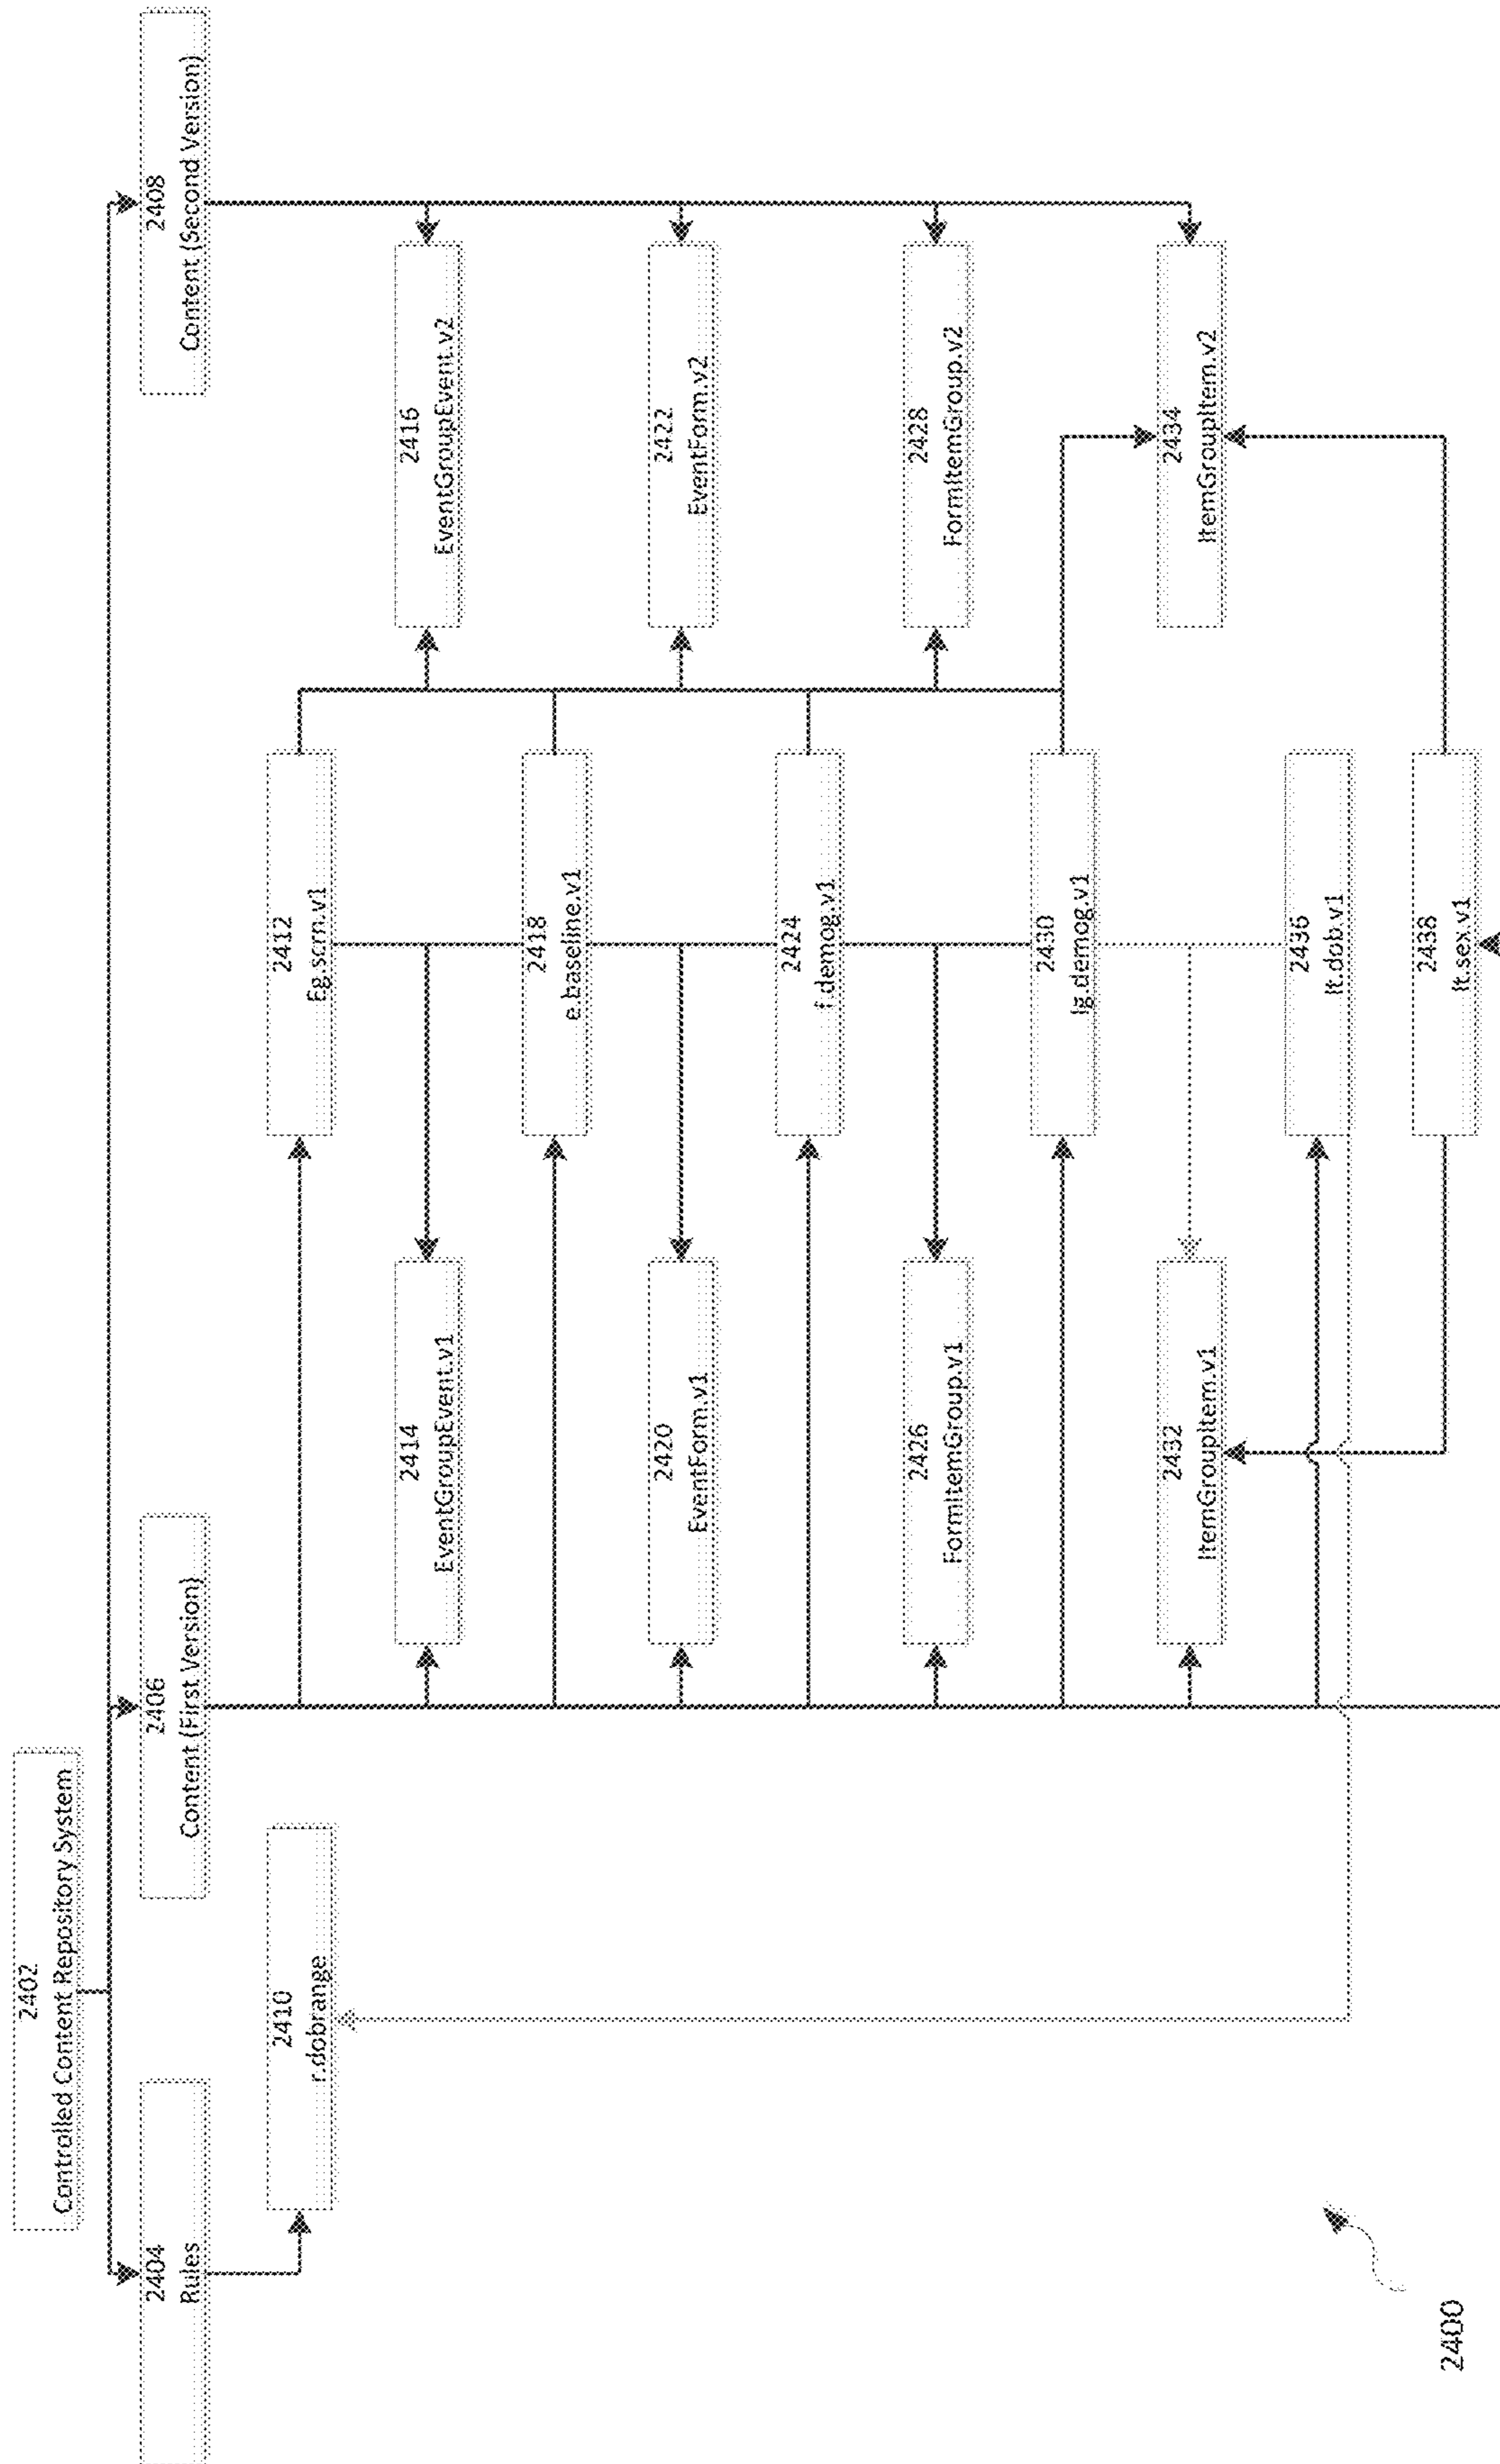 2402
Controlled Content Repository System
2404
Rules
2406
Content (First Version)
2408
Content (Second Version)
2410
r.dobrange
2412
Eg.scrn.v1
2414
EventGroupEvent.v1
2416
EventGroupEvent.v2
2418
e.baseline.v1
2420
EventForm.v1
2422
EventForm.v2
2424
f.demog.v1
2426
FormItemGroup.v1
2428
FormItemGroup.v2
2430
Ig.demog.v1
2432
ItemGroupItem.v1
2434
ItemGroupItem.v2
2436
It.dob.v1
2438
It.sex.v1
2400